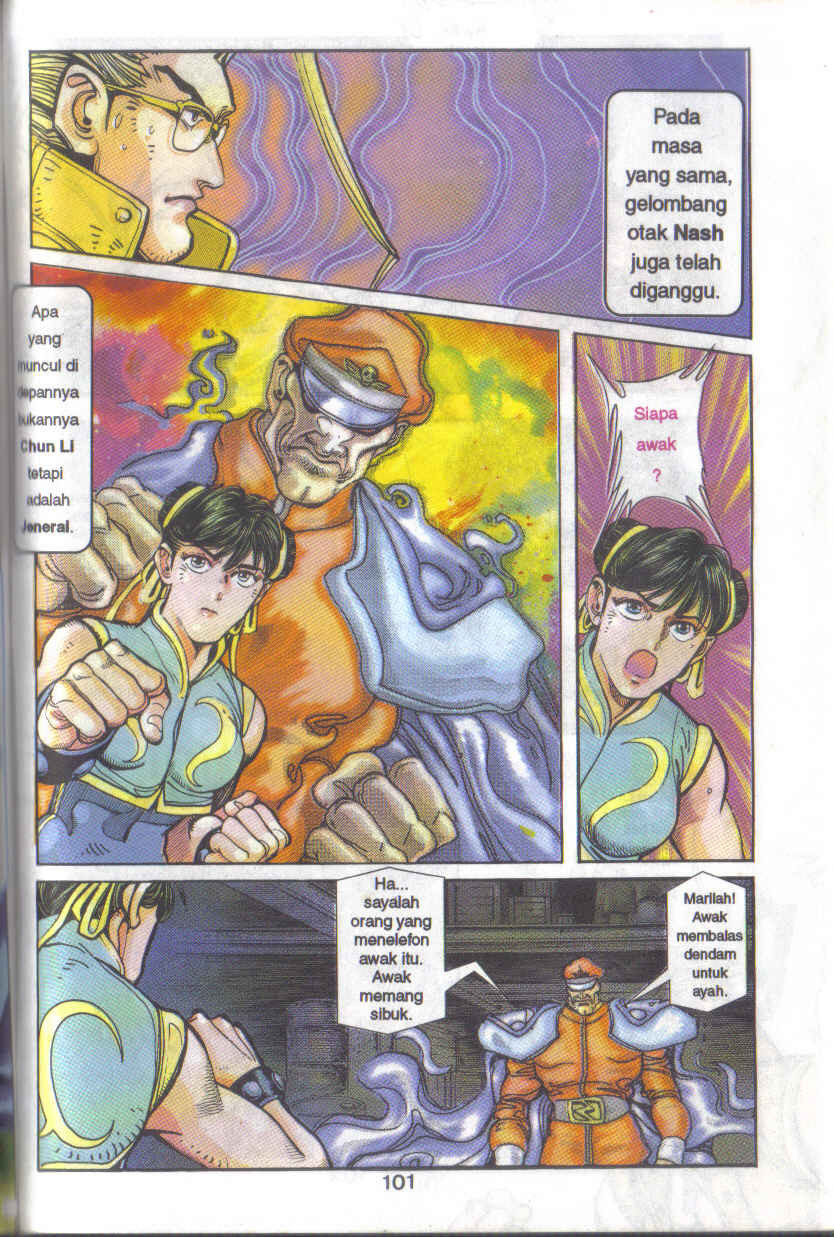 Pada
masa
yang sama,
gelombang
otak Nash
juga telah
diganggu.
Apa
yang
muncul di
depannya
bukannya
Chun Li
tetapi
adalah
Jeneral.
Siapa
awak
?
Ha...
sayalah
orang yang
menelefon
awak itu.
Awak
memang
sibuk.
Marilah!
Awak
membalas
dendam
untuk
ayah.
101